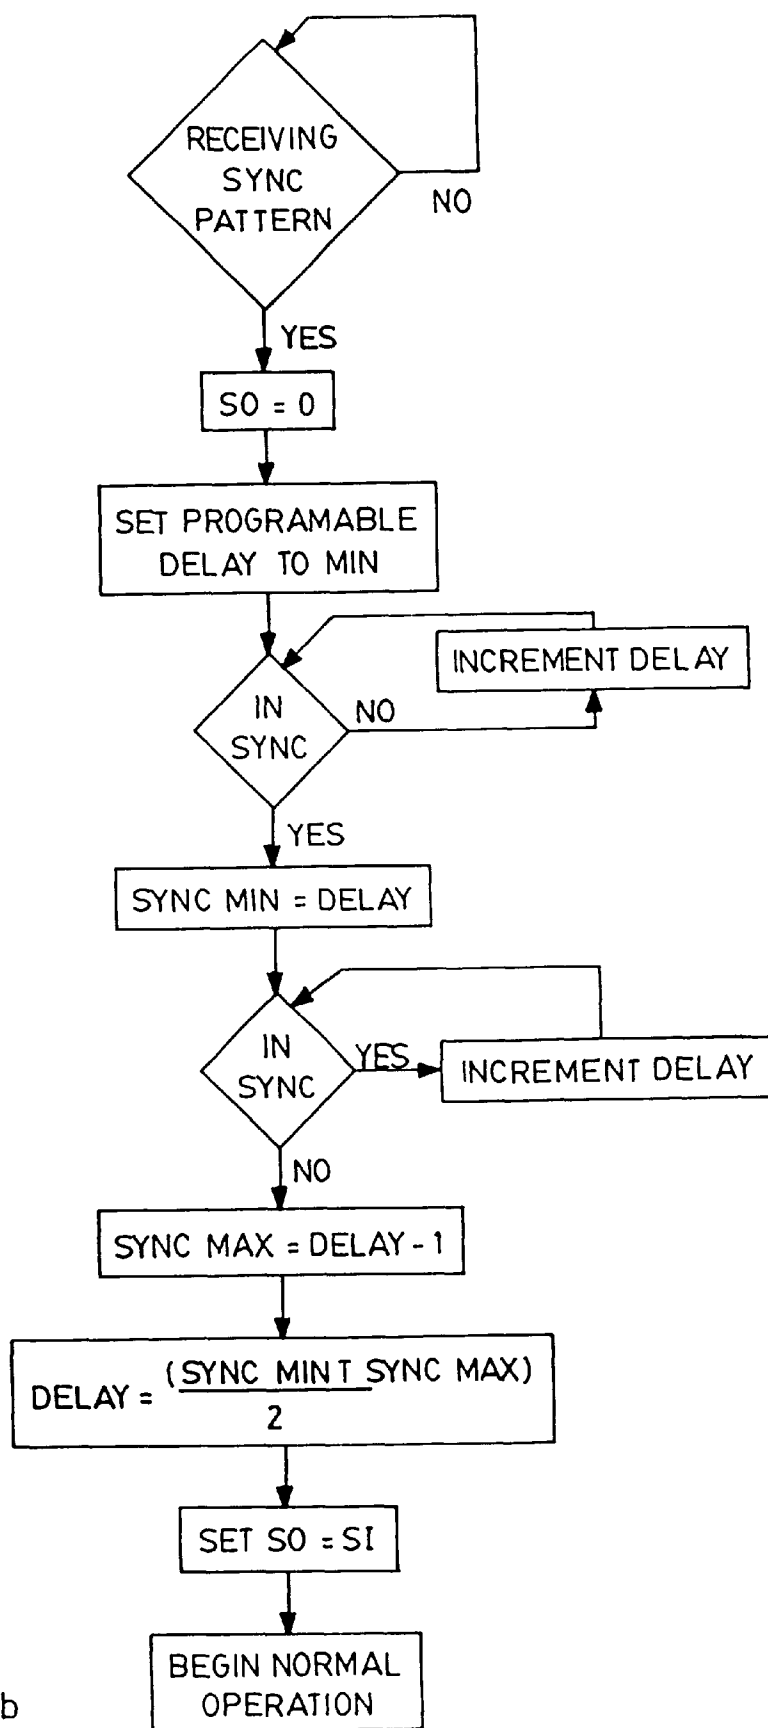 RECEIVING
SYNC
PATTERN
NO
YES
SO = 0
SET PROGRAMABLE
DELAY TO MIN
INCREMENT DELAY
IN
SYNC
NO
YES
SYNC MIN = DELAY
IN
SYNC
YES
INCREMENT DELAY
NO
SYNC MAX = DELAY - 1
DELAY = (SYNC MIN T SYNC MAX)
2
SET SO = SI
BEGIN NORMAL
OPERATION
b